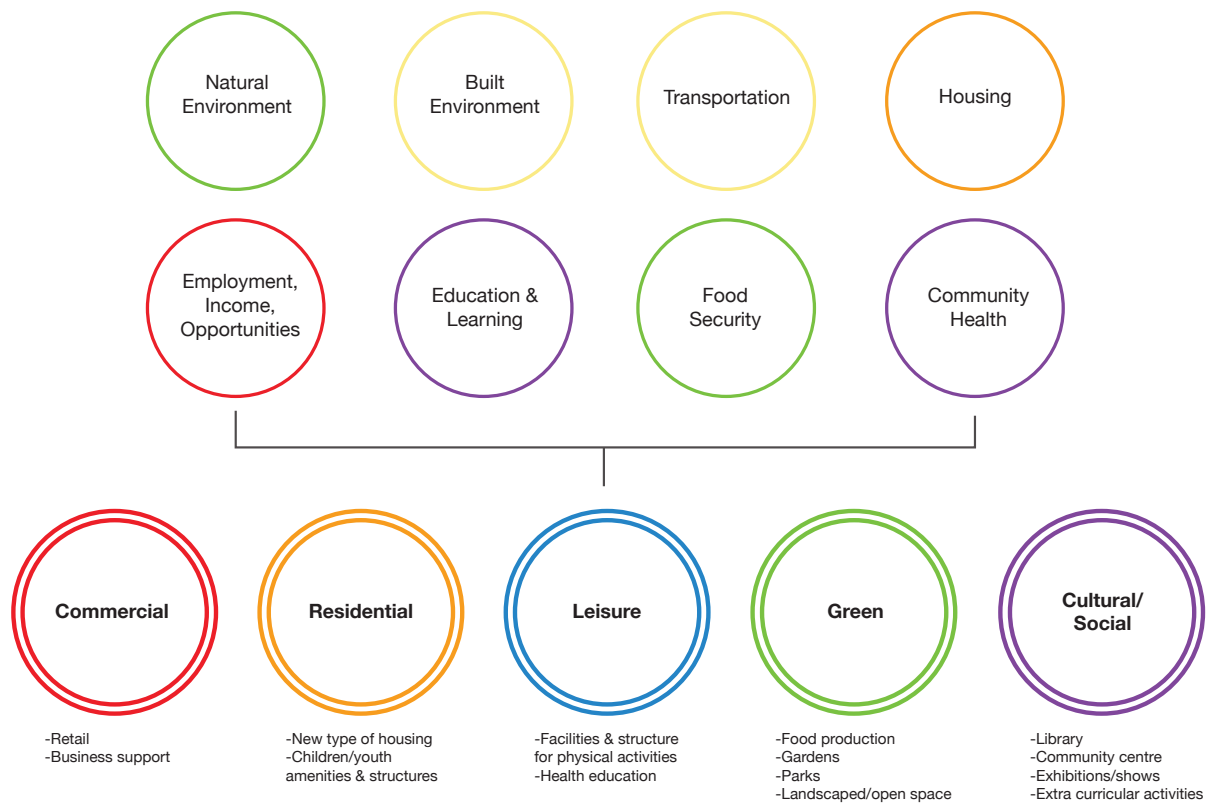 Natural
Environment
Built
Environment
Transportation
Housing
Employment,
Income,
Opportunities
Education &
Learning
Food
Security
Community
Health
Commercial
Residential
Leisure
Green
Cultural/
Social
-Retail
-Business support
-New type of housing
-Children/youth
amenities & structures
-Facilities & structure
for physical activities
-Health education
-Food production
-Gardens
-Parks
-Landscaped/open space
-Library
-Community centre
-Exhibitions/shows
-Extra curricular activities